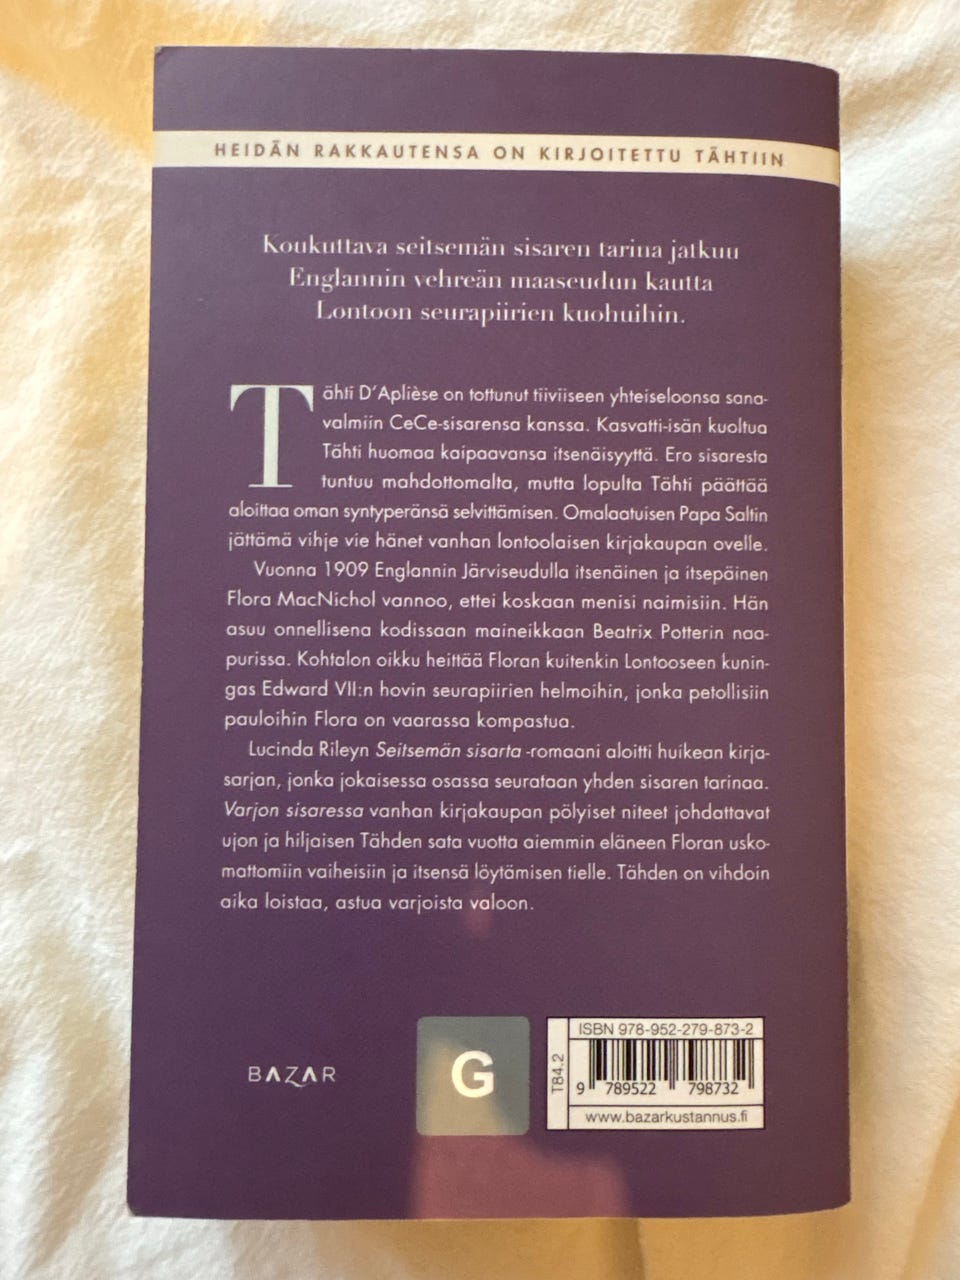 HEIDÄN RAKKAUTENSA ON KIRJOITETTU TÄHTIIN
Koukuttava seitsemän sisaren tarina jatkuu
Englannin vehreän maaseudun kautta
Lontoon seurapiirien kuohuihin.
Tähti D'Aplièse on tottunut tiiviiseen yhteiseloonsa sana-
valmiin CeCe-sisarensa kanssa. Kasvatti-isän kuoltua
Tähti huomaa kaipaavansa itsenäisyyttä. Ero sisaresta
tuntuu mahdottomalta, mutta lopulta Tähti päättää
aloittaa oman syntyperänsä selvittämisen. Omalaatuisen Papa Saltin
jättämä vihje vie hänet vanhan lontoolaisen kirjakaupan ovelle.
Vuonna 1909 Englannin Järviseudulla itsenäinen ja itsepäinen
Flora MacNichol vannoo, ettei koskaan menisi naimisiin. Hän
asuu onnellisena kodissaan maineikkaan Beatrix Potterin naa-
purissa. Kohtalon oikku heittää Floran kuitenkin Lontooseen kunin-
gas Edward VII:n hovin seurapiirien helmoihin, jonka petollisiin
pauloihin Flora on vaarassa kompastua.
Lucinda Rileyn Seitsemän sisarta -romaani aloitti huikean kirja-
sarjan, jonka jokaisessa osassa seurataan yhden sisaren tarinaa.
Varjon sisaressa vanhan kirjakaupan pölyiset niteet johdattavat
ujon ja hiljaisen Tähden sata vuotta aiemmin eläneen Floran usko-
mattomiin vaiheisiin ja itsensä löytämisen tielle. Tähden on vihdoin
aika loistaa, astua varjoista valoon.
BAZAR
G
T84.2
ISBN 978-952-279-873-2
9 789522 798732
www.bazarkustannus.fi